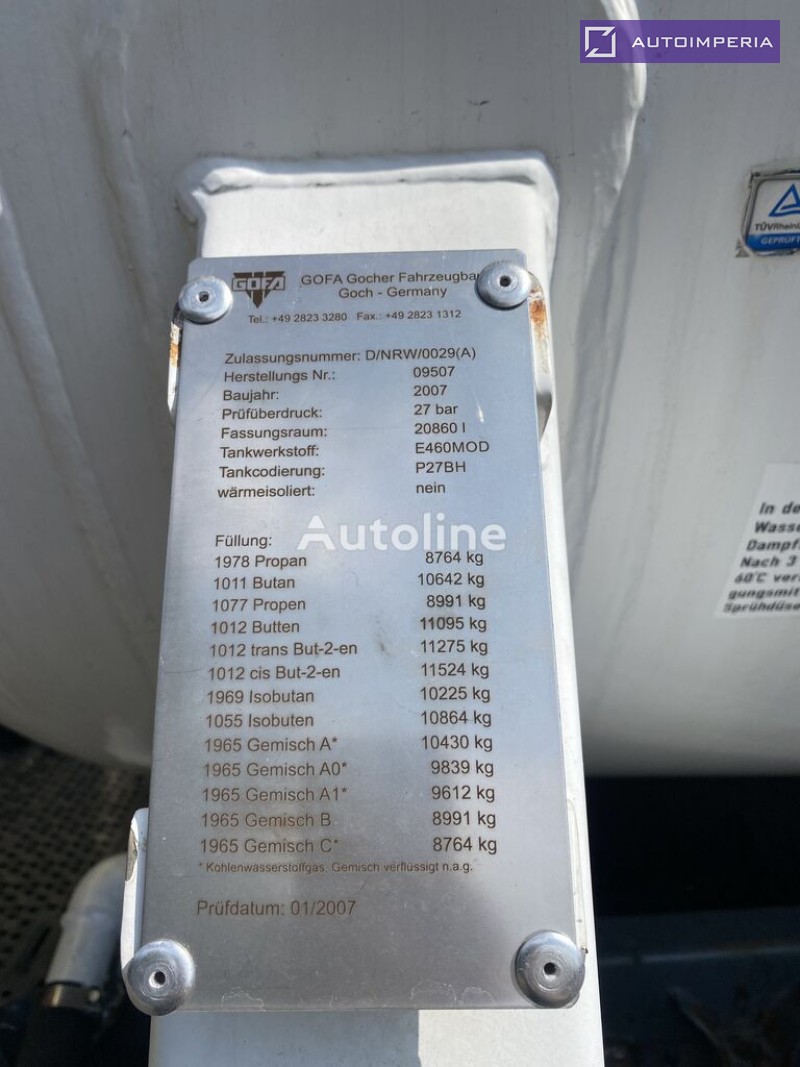 AUTOIMPERIA
TÜVRheinl
GEPRÜFT
GOFA
GOFA Gocher Fahrzeugbau
Goch - Germany
Tel.: +49 2823 3280 Fax.: +49 2823 1312
Zulassungsnummer: D/NRW/0029(A)
Herstellungs Nr.: 09507
Baujahr: 2007
Prüfüberdruck: 27 bar
Fassungsraum: 20860 l
Tankwerkstoff: E460MOD
Tankcodierung: P27BH
wärmeisoliert: nein
Autoline
Füllung:
1978 Propan 8764 kg
1011 Butan 10642 kg
1077 Propen 8991 kg
1012 Butten 11095 kg
1012 trans But-2-en 11275 kg
1012 cis But-2-en 11524 kg
1969 Isobutan 10225 kg
1055 Isobuten 10864 kg
1965 Gemisch A* 10430 kg
1965 Gemisch A0* 9839 kg
1965 Gemisch A1* 9612 kg
1965 Gemisch B 8991 kg
1965 Gemisch C* 8764 kg
* Kohlenwasserstoffgas, Gemisch verflüssigt n.a.g.
Prüfdatum: 01/2007
In de
Wasse
Dampf
Nach 3
60°C ver
gungsmit
Sprühdüse